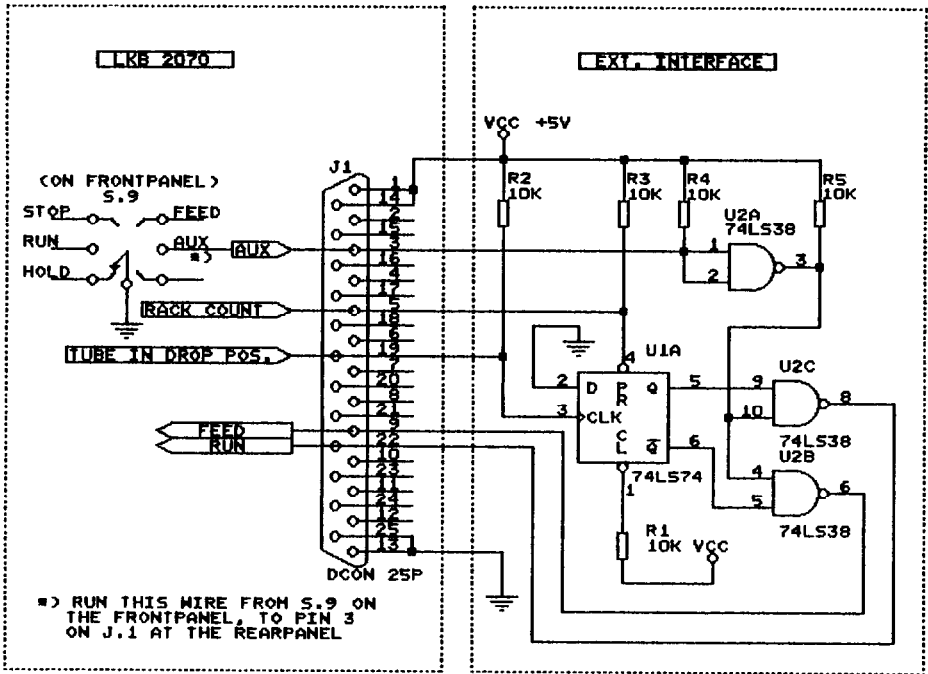 LKB 2070
EXT. INTERFACE
VCC +5V
J1
(ON FRONTPANEL)
S.9
STOP
FEED
RUN
AUX
*)
HOLD
AUX
RACK COUNT
TUBE IN DROP POS.
FEED
RUN
1
14
2
15
3
16
4
17
5
18
6
19
7
20
8
21
9
22
10
23
11
24
12
25
13
DCON 25P
R2
10K
R3
10K
R4
10K
R5
10K
U2A
74LS38
1
2
3
4
U1A
2
D
PR
Q
5
3
CLK
CL
Q
6
1
74LS74
U2C
9
10
8
74LS38
U2B
4
5
6
74LS38
R1
10K
VCC
*) RUN THIS WIRE FROM S.9 ON
THE FRONTPANEL, TO PIN 3
ON J.1 AT THE REARPANEL